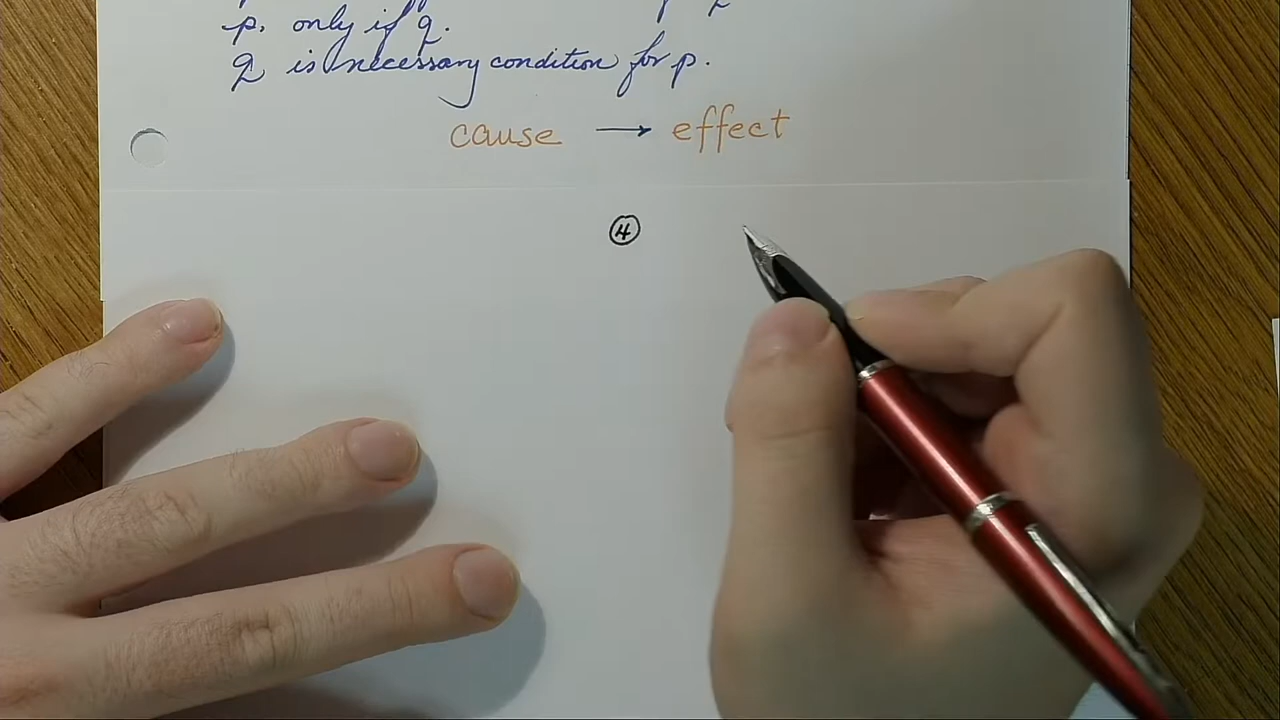 p, only if q.
q is necessary condition for p.
cause → effect
④